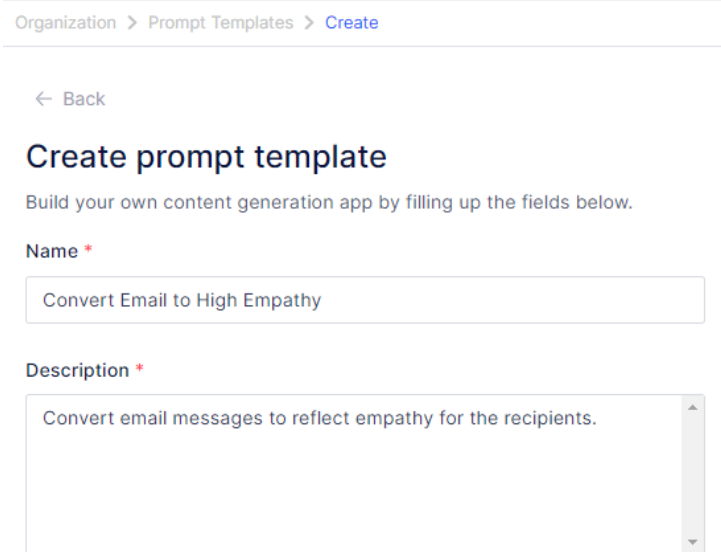 Organization > Prompt Templates > Create
← Back
Create prompt template
Build your own content generation app by filling up the fields below.
Name *
Convert Email to High Empathy
Description *
Convert email messages to reflect empathy for the recipients.